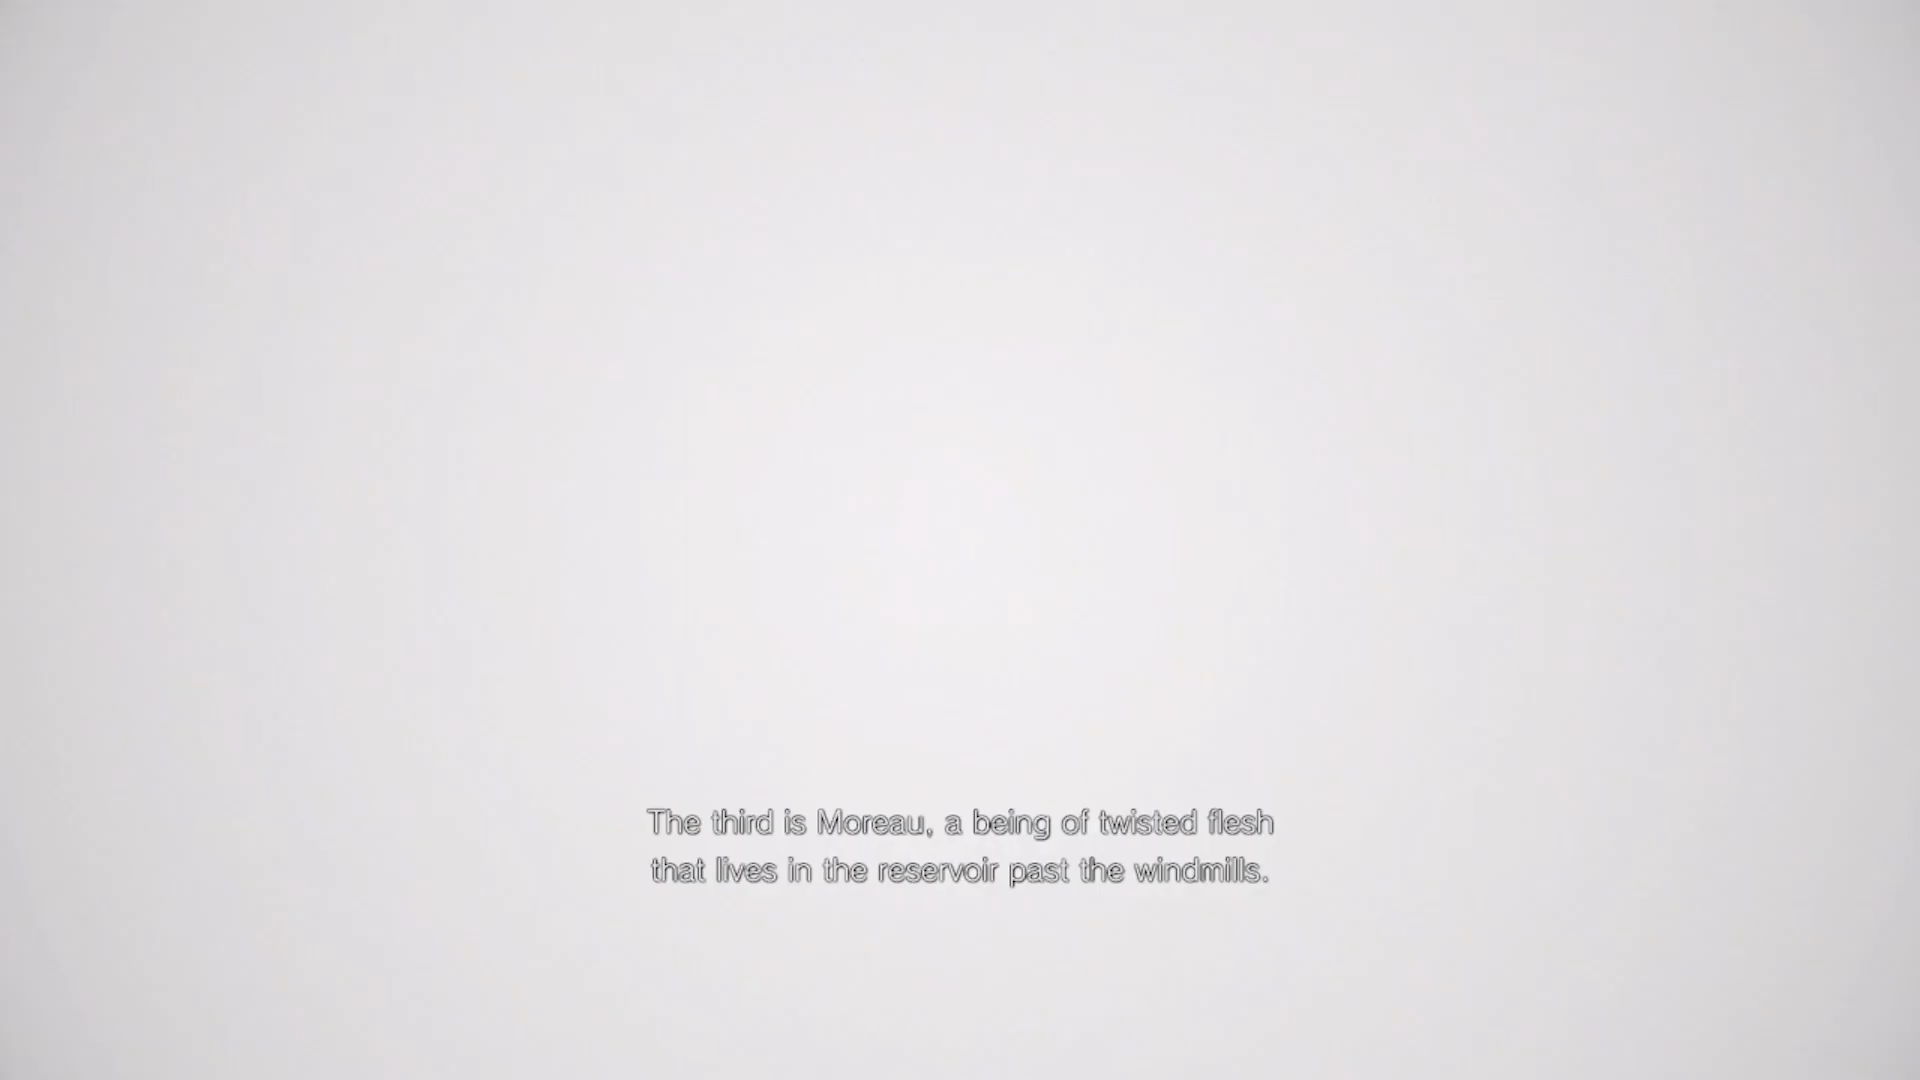 The third is Moreau, a being of twisted flesh
that lives in the reservoir past the windmills.